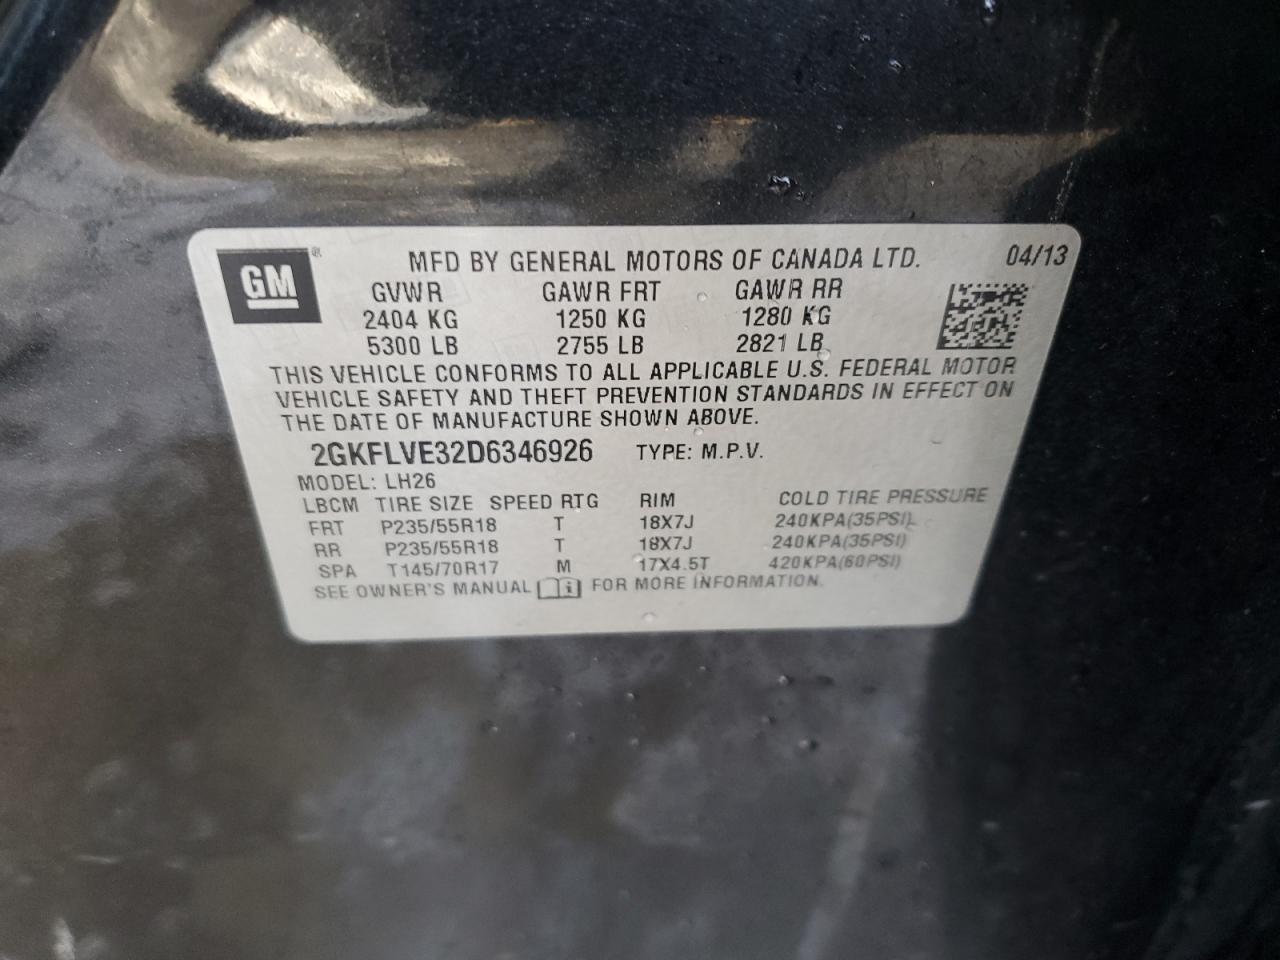 GM ® MFD BY GENERAL MOTORS OF CANADA LTD. 04/13
GVWR GAWR FRT GAWR RR
2404 KG 1250 KG 1280 KG
5300 LB 2755 LB 2821 LB
THIS VEHICLE CONFORMS TO ALL APPLICABLE U.S. FEDERAL MOTOR
VEHICLE SAFETY AND THEFT PREVENTION STANDARDS IN EFFECT ON
THE DATE OF MANUFACTURE SHOWN ABOVE.
2GKFLVE32D6346926 TYPE: M.P.V.
MODEL: LH26
LBCM TIRE SIZE SPEED RTG RIM COLD TIRE PRESSURE
FRT P235/55R18 T 18X7J 240KPA(35PSI)
RR P235/55R18 T 18X7J 240KPA(35PSI)
SPA T145/70R17 M 17X4.5T 420KPA(60PSI)
SEE OWNER'S MANUAL i FOR MORE INFORMATION.